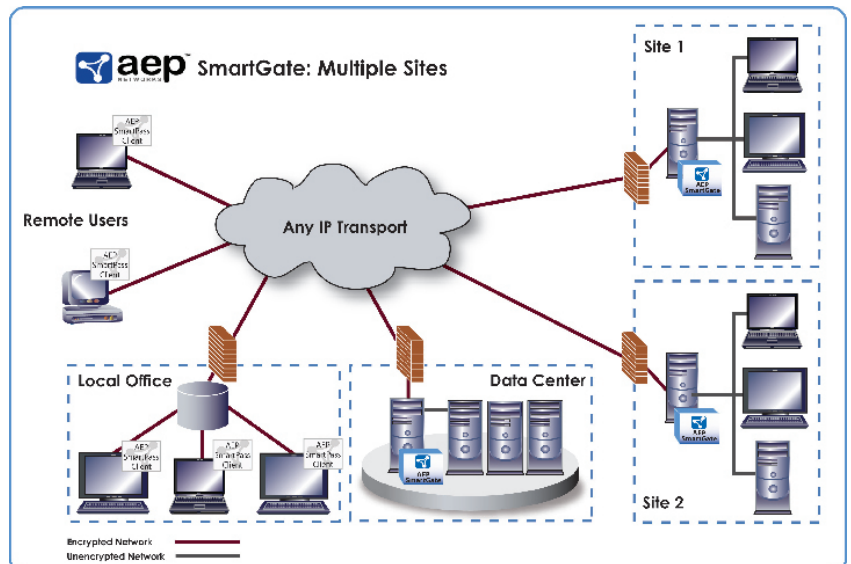 aep™ SmartGate: Multiple Sites
NETWORKS
Site 1
AEP
SmartPass
Client
AEP
SmartGate
Remote Users
Any IP Transport
AEP
SmartPass
Client
Local Office
Data Center
AEP
SmartPass
Client
AEP
SmartPass
Client
AEP
SmartPass
Client
AEP
SmartGate
AEP
SmartGate
Site 2
Encrypted Network
Unencrypted Network